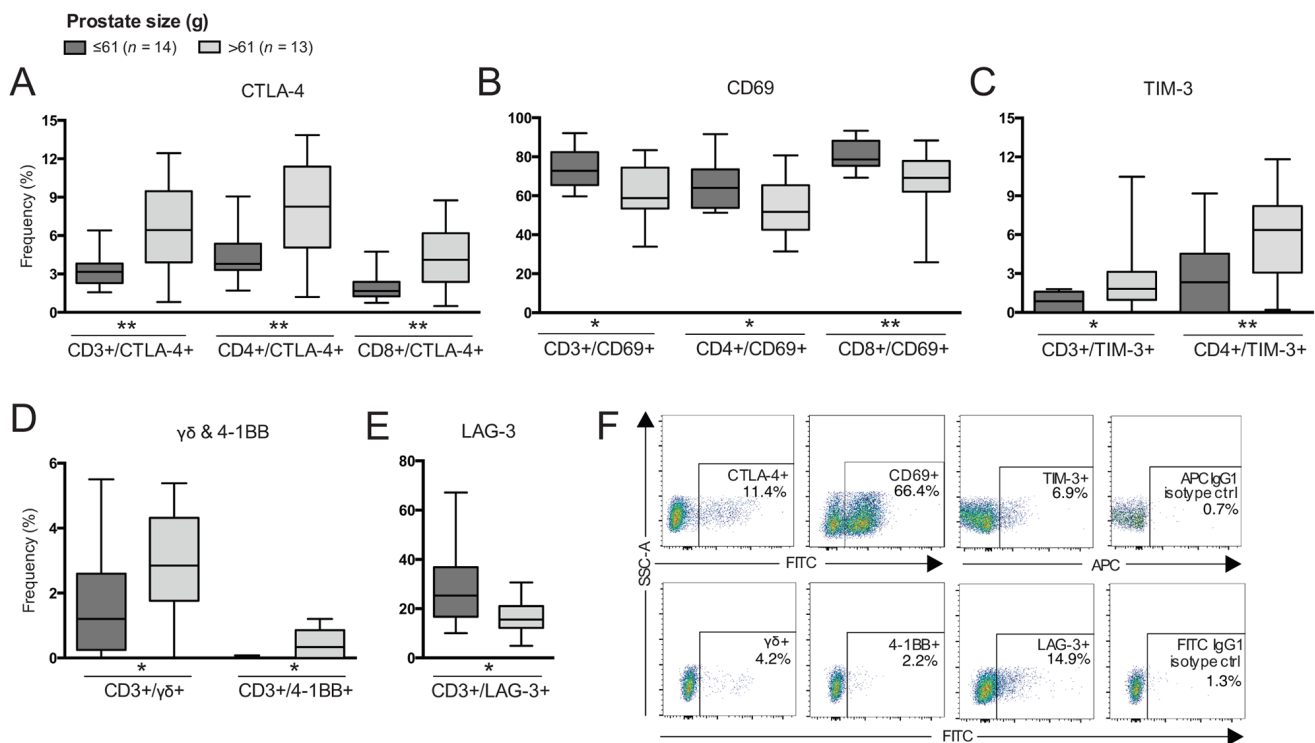 Prostate size (g)
≤61 (n = 14) >61 (n = 13)
A
CTLA-4
Frequency (%)
15
12
9
6
3
0
** ** **
CD3+/CTLA-4+ CD4+/CTLA-4+ CD8+/CTLA-4+
B
CD69
100
80
60
40
20
0
* * **
CD3+/CD69+ CD4+/CD69+ CD8+/CD69+
C
TIM-3
15
12
9
6
3
0
* **
CD3+/TIM-3+ CD4+/TIM-3+
D
γδ & 4-1BB
Frequency (%)
6
4
2
0
* *
CD3+/γδ+ CD3+/4-1BB+
E
LAG-3
80
60
40
20
0
*
CD3+/LAG-3+
F
SSC-A
CTLA-4+
11.4%
CD69+
66.4%
TIM-3+
6.9%
APC IgG1
isotype ctrl
0.7%
FITC
APC
γδ+
4.2%
4-1BB+
2.2%
LAG-3+
14.9%
FITC IgG1
isotype ctrl
1.3%
FITC